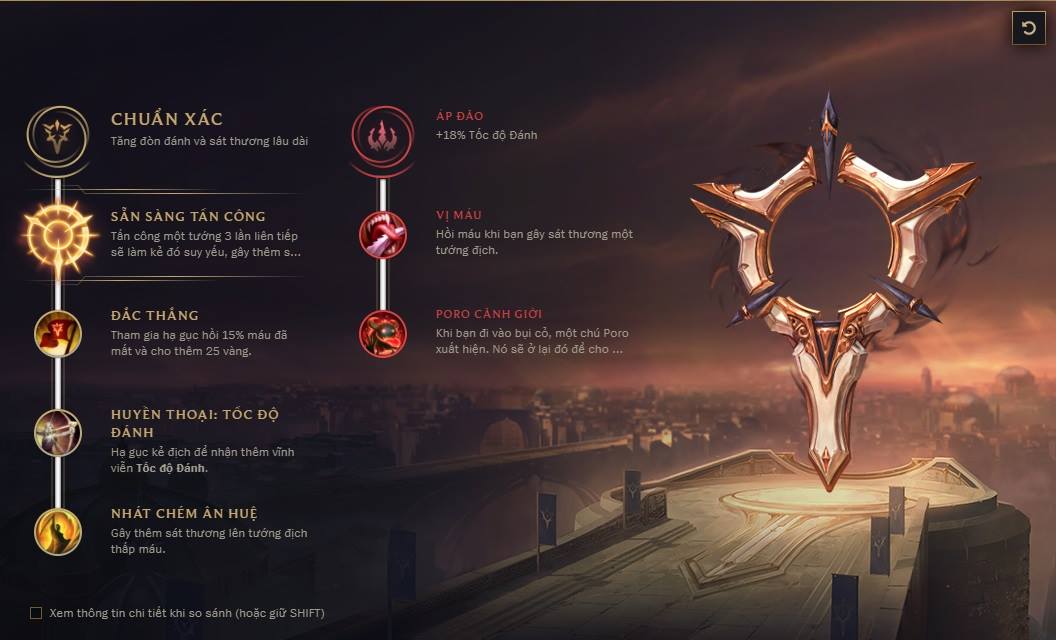 CHUẨN XÁC
Tăng đòn đánh và sát thương lâu dài
SẴN SÀNG TẤN CÔNG
Tấn công một tướng 3 lần liên tiếp
sẽ làm kẻ đó suy yếu, gây thêm s...
ĐẮC THẮNG
Tham gia hạ gục hồi 15% máu đã
mất và cho thêm 25 vàng.
HUYỀN THOẠI: TỐC ĐỘ
ĐÁNH
Hạ gục kẻ địch để nhận thêm vĩnh
viễn Tốc độ Đánh.
NHÁT CHÉM ÂN HUỆ
Gây thêm sát thương lên tướng địch
thấp máu.
ÁP ĐẢO
+18% Tốc độ Đánh
VỊ MÁU
Hồi máu khi bạn gây sát thương một
tướng địch.
PORO CẢNH GIỚI
Khi bạn đi vào bụi cỏ, một chú Poro
xuất hiện. Nó sẽ ở lại đó để cho ...
Xem thông tin chi tiết khi so sánh (hoặc giữ SHIFT)